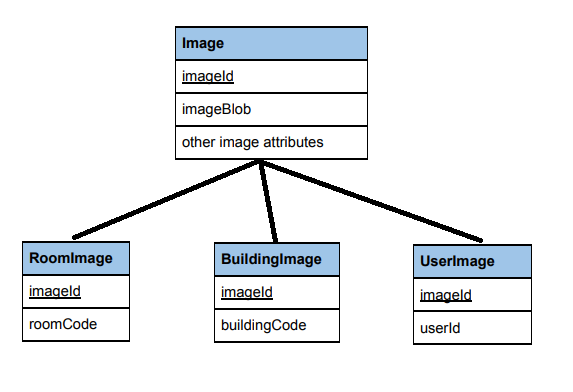 Image
imageId
imageBlob
other image attributes
RoomImage
imageId
roomCode
BuildingImage
imageId
buildingCode
UserImage
imageId
userId